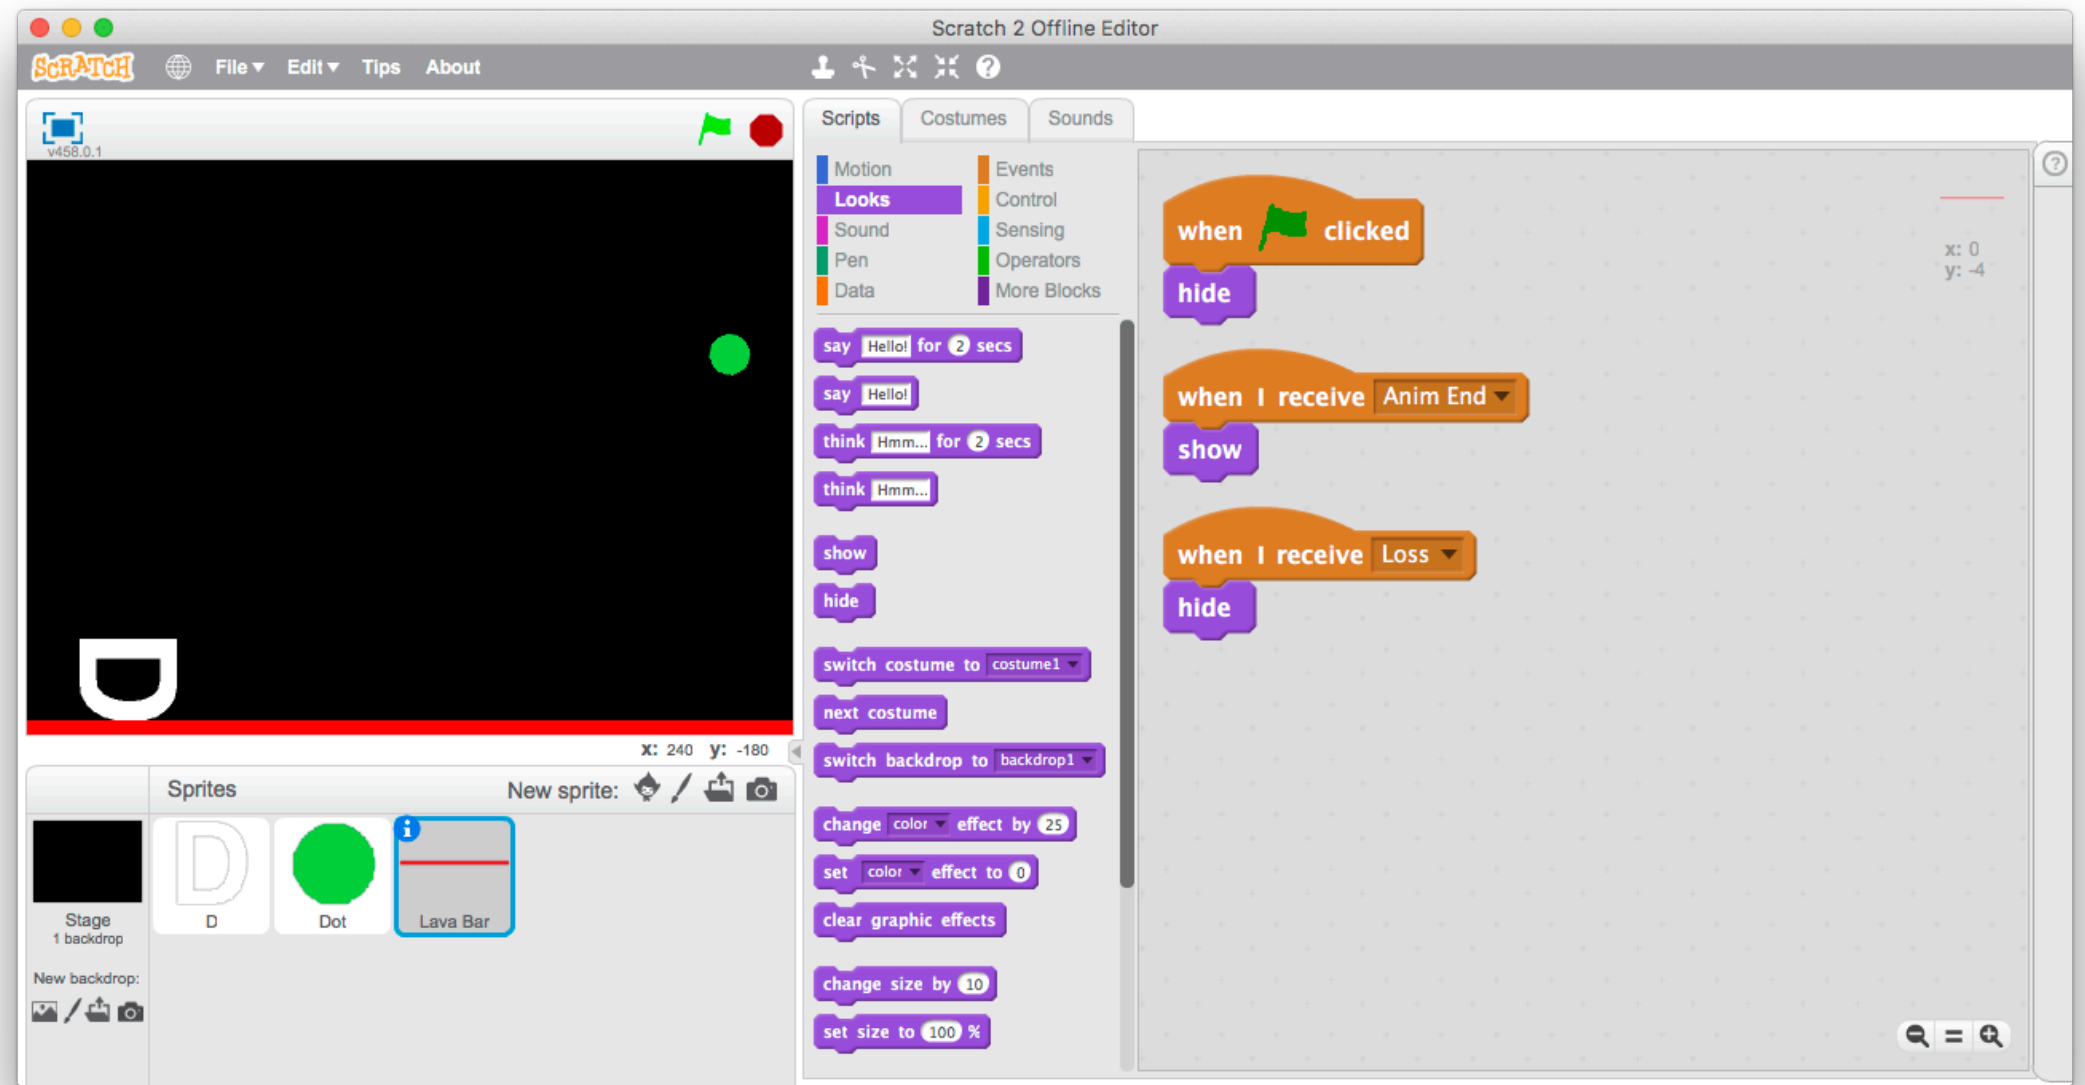 Scratch 2 Offline Editor
SCRATCH File Edit Tips About
v458.0.1
x: 240 y: -180
Sprites New sprite:
Stage
1 backdrop
New backdrop:
D
Dot
Lava Bar
Scripts Costumes Sounds
Motion Events
Looks Control
Sound Sensing
Pen Operators
Data More Blocks
say Hello! for 2 secs
say Hello!
think Hmm... for 2 secs
think Hmm...
show
hide
switch costume to costume1
next costume
switch backdrop to backdrop1
change color effect by 25
set color effect to 0
clear graphic effects
change size by 10
set size to 100 %
when clicked
hide
when I receive Anim End
show
when I receive Loss
hide
x: 0
y: -4